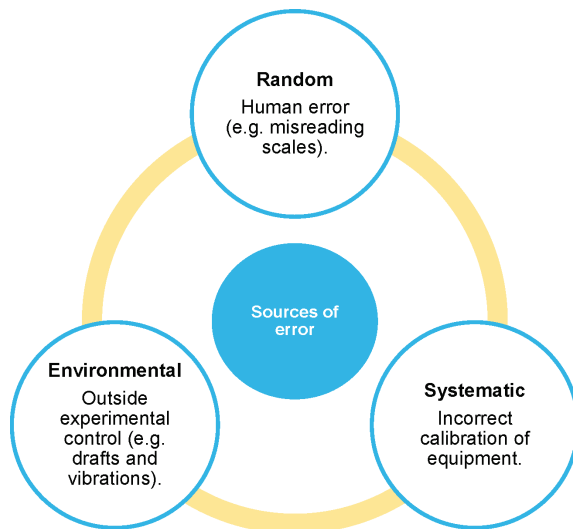 Random
Human error
(e.g. misreading
scales).
Sources of
error
Environmental
Outside
experimental
control (e.g.
drafts and
vibrations).
Systematic
Incorrect
calibration of
equipment.